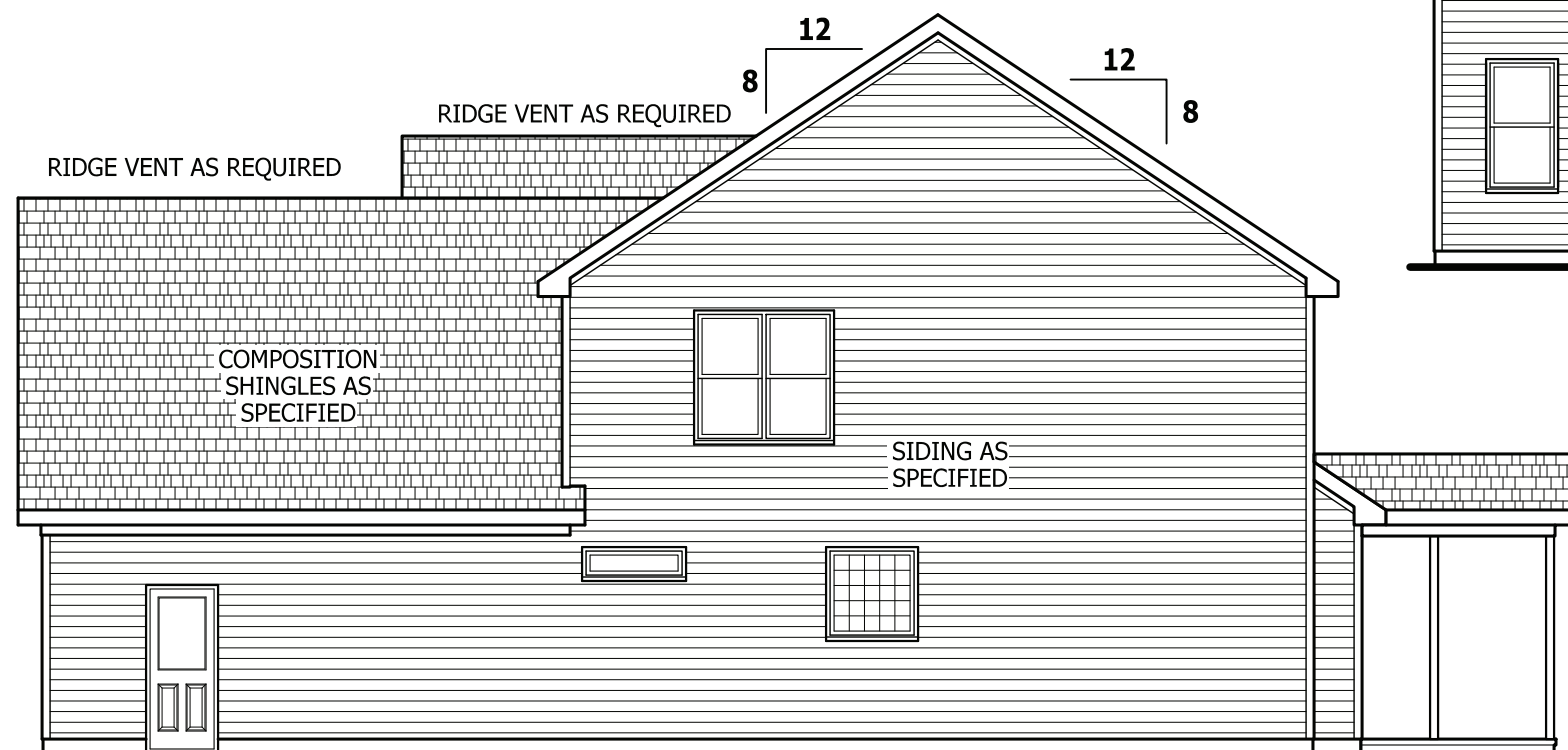 12
8
12
8
RIDGE VENT AS REQUIRED
RIDGE VENT AS REQUIRED
COMPOSITION
SHINGLES AS
SPECIFIED
SIDING AS
SPECIFIED